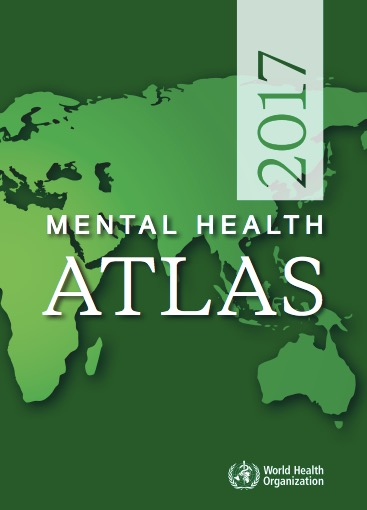 2017
MENTAL HEALTH
ATLAS
World Health
Organization